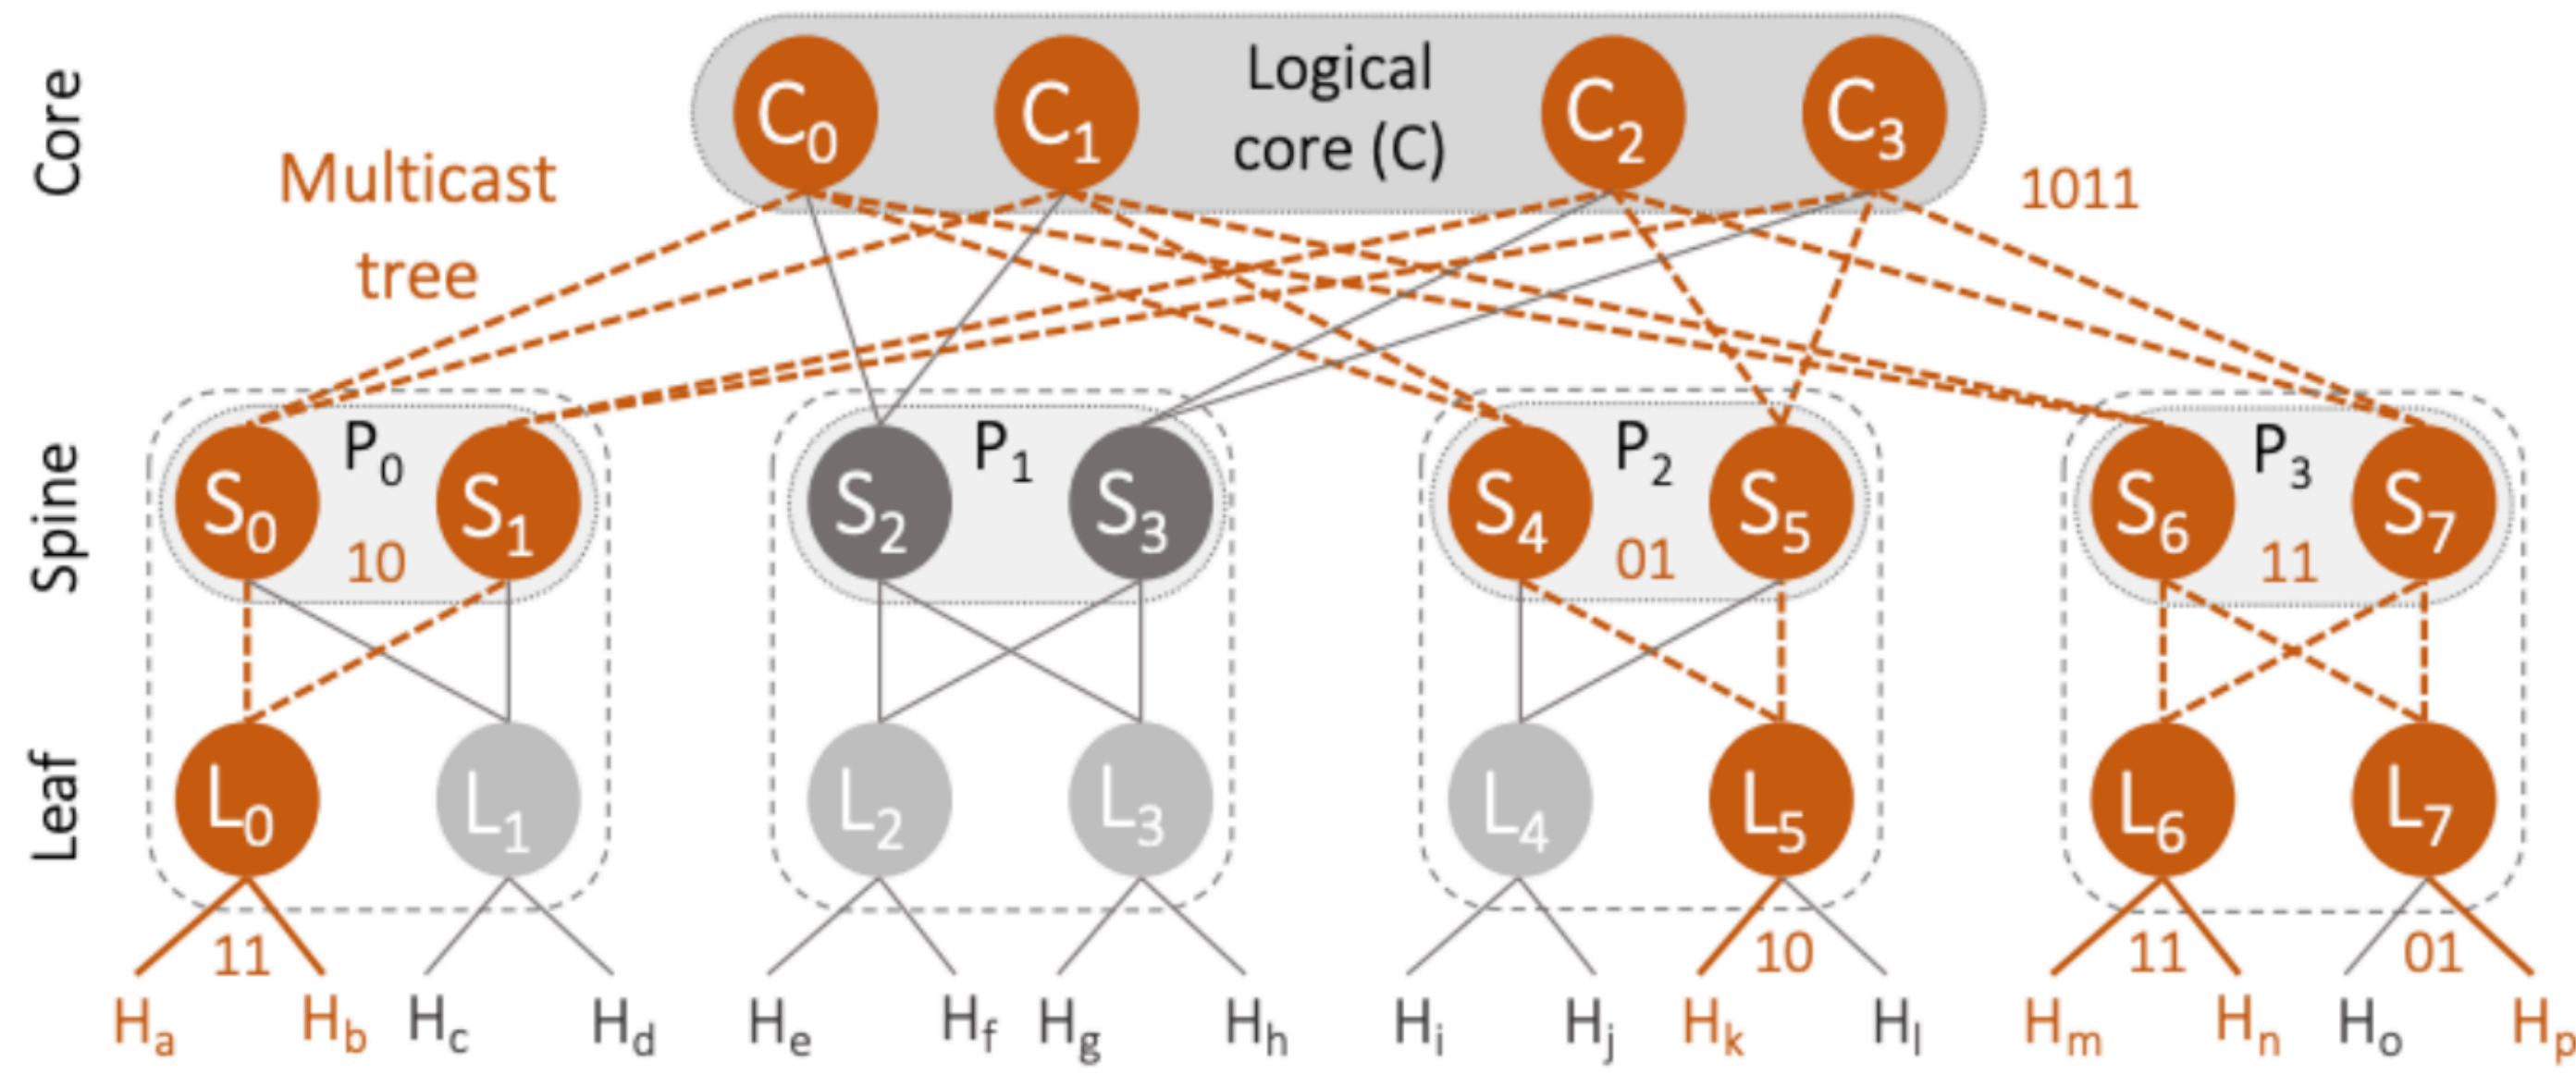 Core
C0 C1 Logical core (C) C2 C3
1011
Multicast
tree
Spine
S0 P0 10 S1
S2 P1 S3
S4 P2 01 S5
S6 P3 11 S7
Leaf
L0 L1 L2 L3 L4 L5 L6 L7
11 10 11 01
Ha Hb Hc Hd He Hf Hg Hh Hi Hj Hk Hl Hm Hn Ho Hp